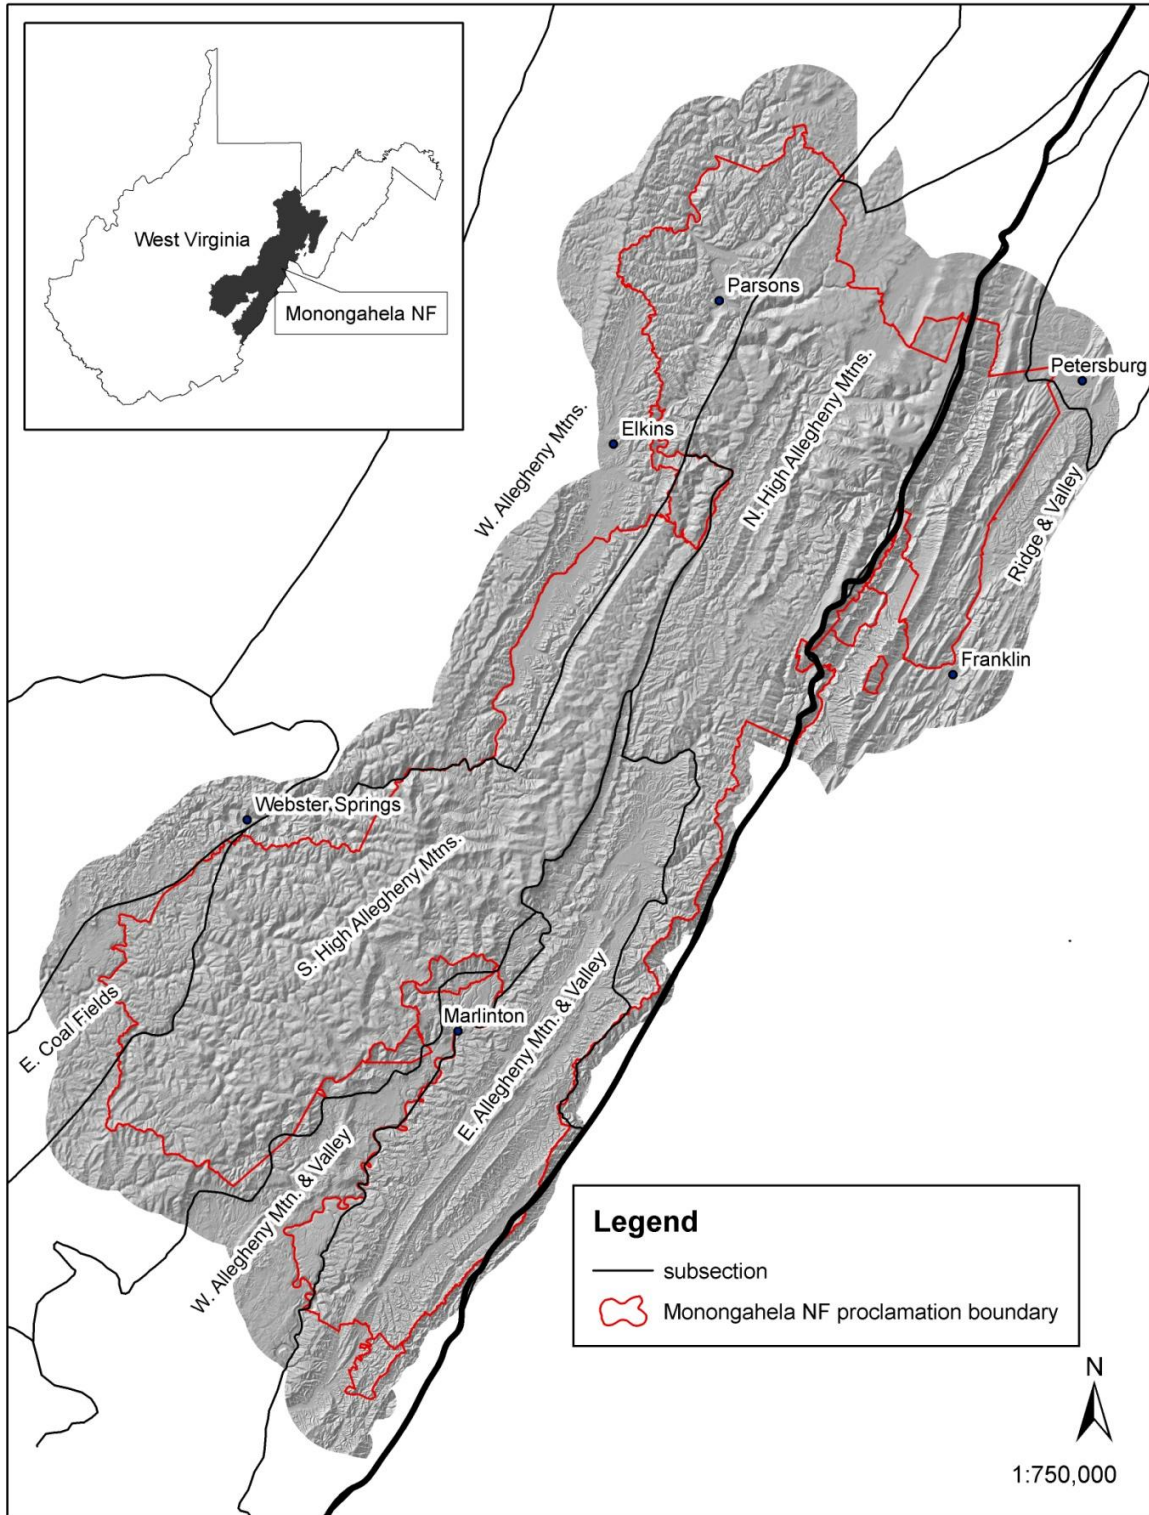 West Virginia
Monongahela NF
Parsons
Petersburg
Elkins
W. Allegheny Mtns.
N. High Allegheny Mtns.
Ridge & Valley
Franklin
Webster Springs
S. High Allegheny Mtns.
E. Coal Fields
Marlinton
E. Allegheny Mtn. & Valley
W. Allegheny Mtn. & Valley
Legend
subsection
Monongahela NF proclamation boundary
N
1:750,000